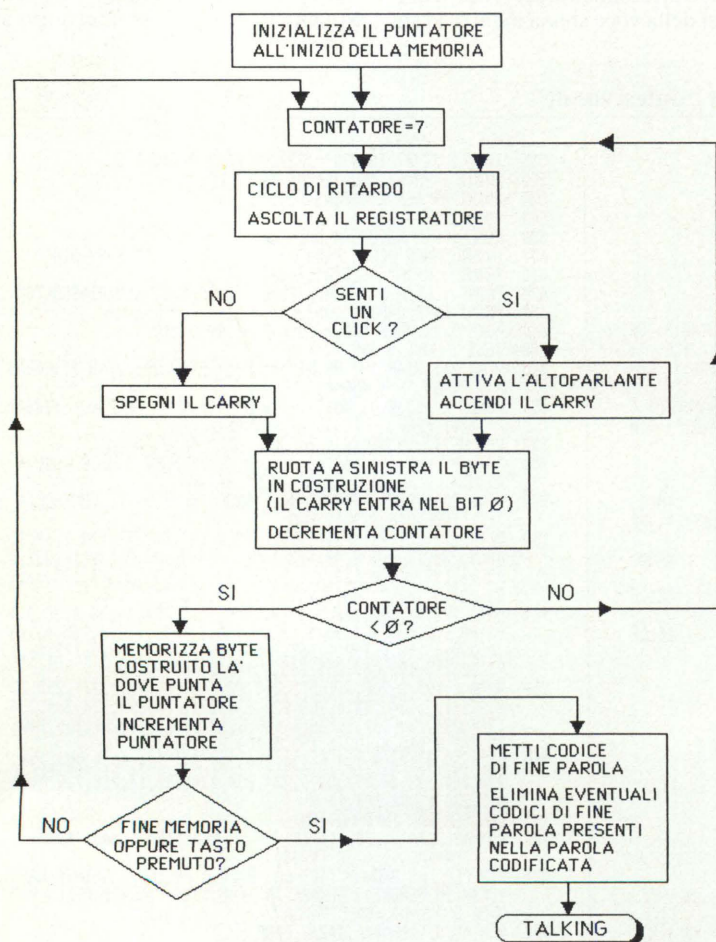 INIZIALIZZA IL PUNTATORE
ALL'INIZIO DELLA MEMORIA
CONTATORE=7
CICLO DI RITARDO
ASCOLTA IL REGISTRATORE
NO
SENTI
UN
CLICK ?
SI
SPEGNI IL CARRY
ATTIVA L'ALTOPARLANTE
ACCENDI IL CARRY
RUOTA A SINISTRA IL BYTE
IN COSTRUZIONE
(IL CARRY ENTRA NEL BIT Ø)
DECREMENTA CONTATORE
SI
CONTATORE
< Ø ?
NO
MEMORIZZA BYTE
COSTRUITO LA'
DOVE PUNTA
IL PUNTATORE
INCREMENTA
PUNTATORE
NO
FINE MEMORIA
OPPURE TASTO
PREMUTO?
SI
METTI CODICE
DI FINE PAROLA
ELIMINA EVENTUALI
CODICI DI FINE
PAROLA PRESENTI
NELLA PAROLA
CODIFICATA
TALKING